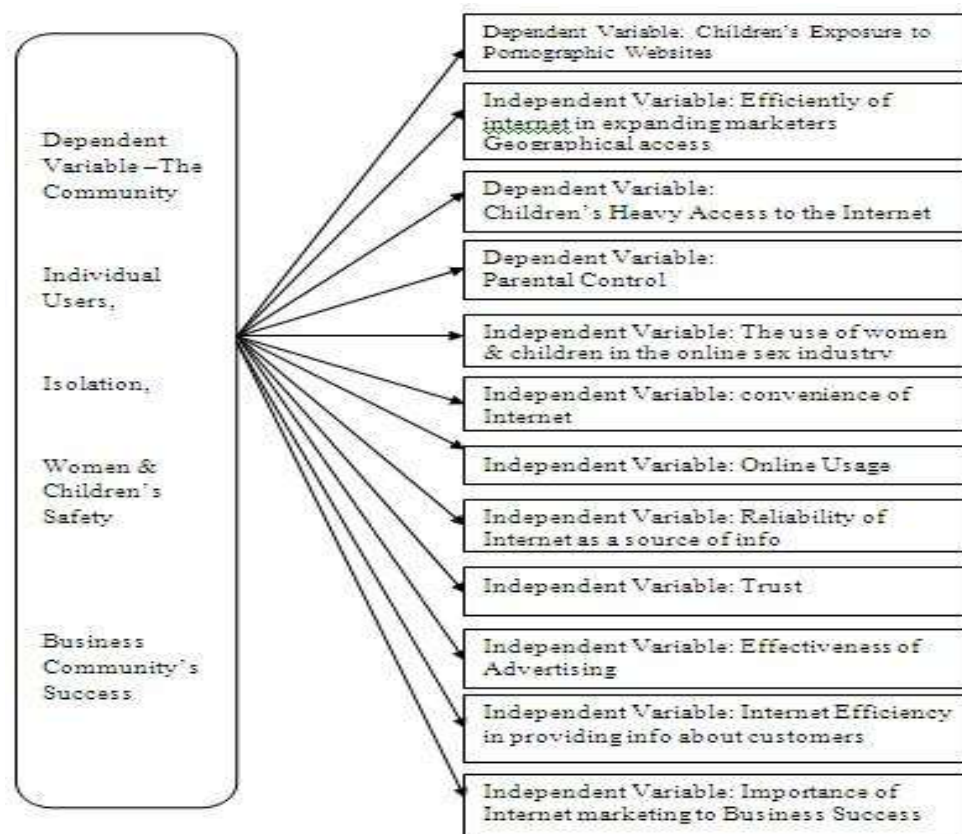 Dependent
Variable –The
Community
Individual
Users,
Isolation,
Women &
Children's
Safety
Business
Community's
Success
Dependent Variable: Children's Exposure to
Pornographic Websites
Independent Variable: Efficiently of
internet in expanding marketers
Geographical access
Dependent Variable:
Children's Heavy Access to the Internet
Dependent Variable:
Parental Control
Independent Variable: The use of women
& children in the online sex industry
Independent Variable: convenience of
Internet
Independent Variable: Online Usage
Independent Variable: Reliability of
Internet as a source of info
Independent Variable: Trust
Independent Variable: Effectiveness of
Advertising
Independent Variable: Internet Efficiency
in providing info about customers
Independent Variable: Importance of
Internet marketing to Business Success